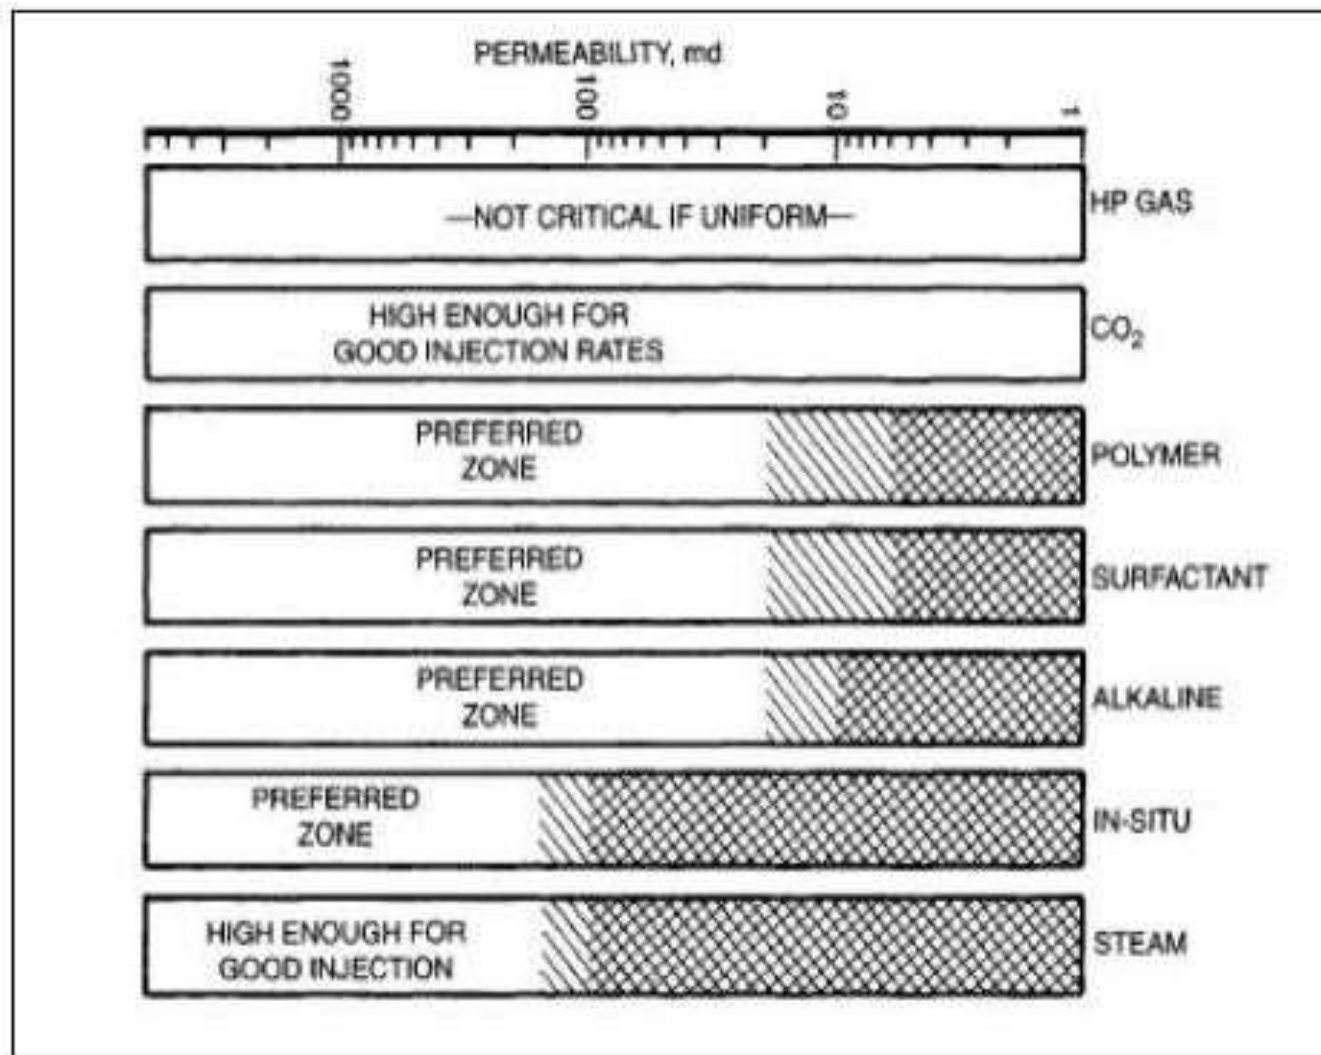 PERMEABILITY, md
1000 100 10 1
—NOT CRITICAL IF UNIFORM—
HP GAS
HIGH ENOUGH FOR
GOOD INJECTION RATES
CO₂
PREFERRED
ZONE
POLYMER
PREFERRED
ZONE
SURFACTANT
PREFERRED
ZONE
ALKALINE
PREFERRED
ZONE
IN-SITU
HIGH ENOUGH FOR
GOOD INJECTION
STEAM